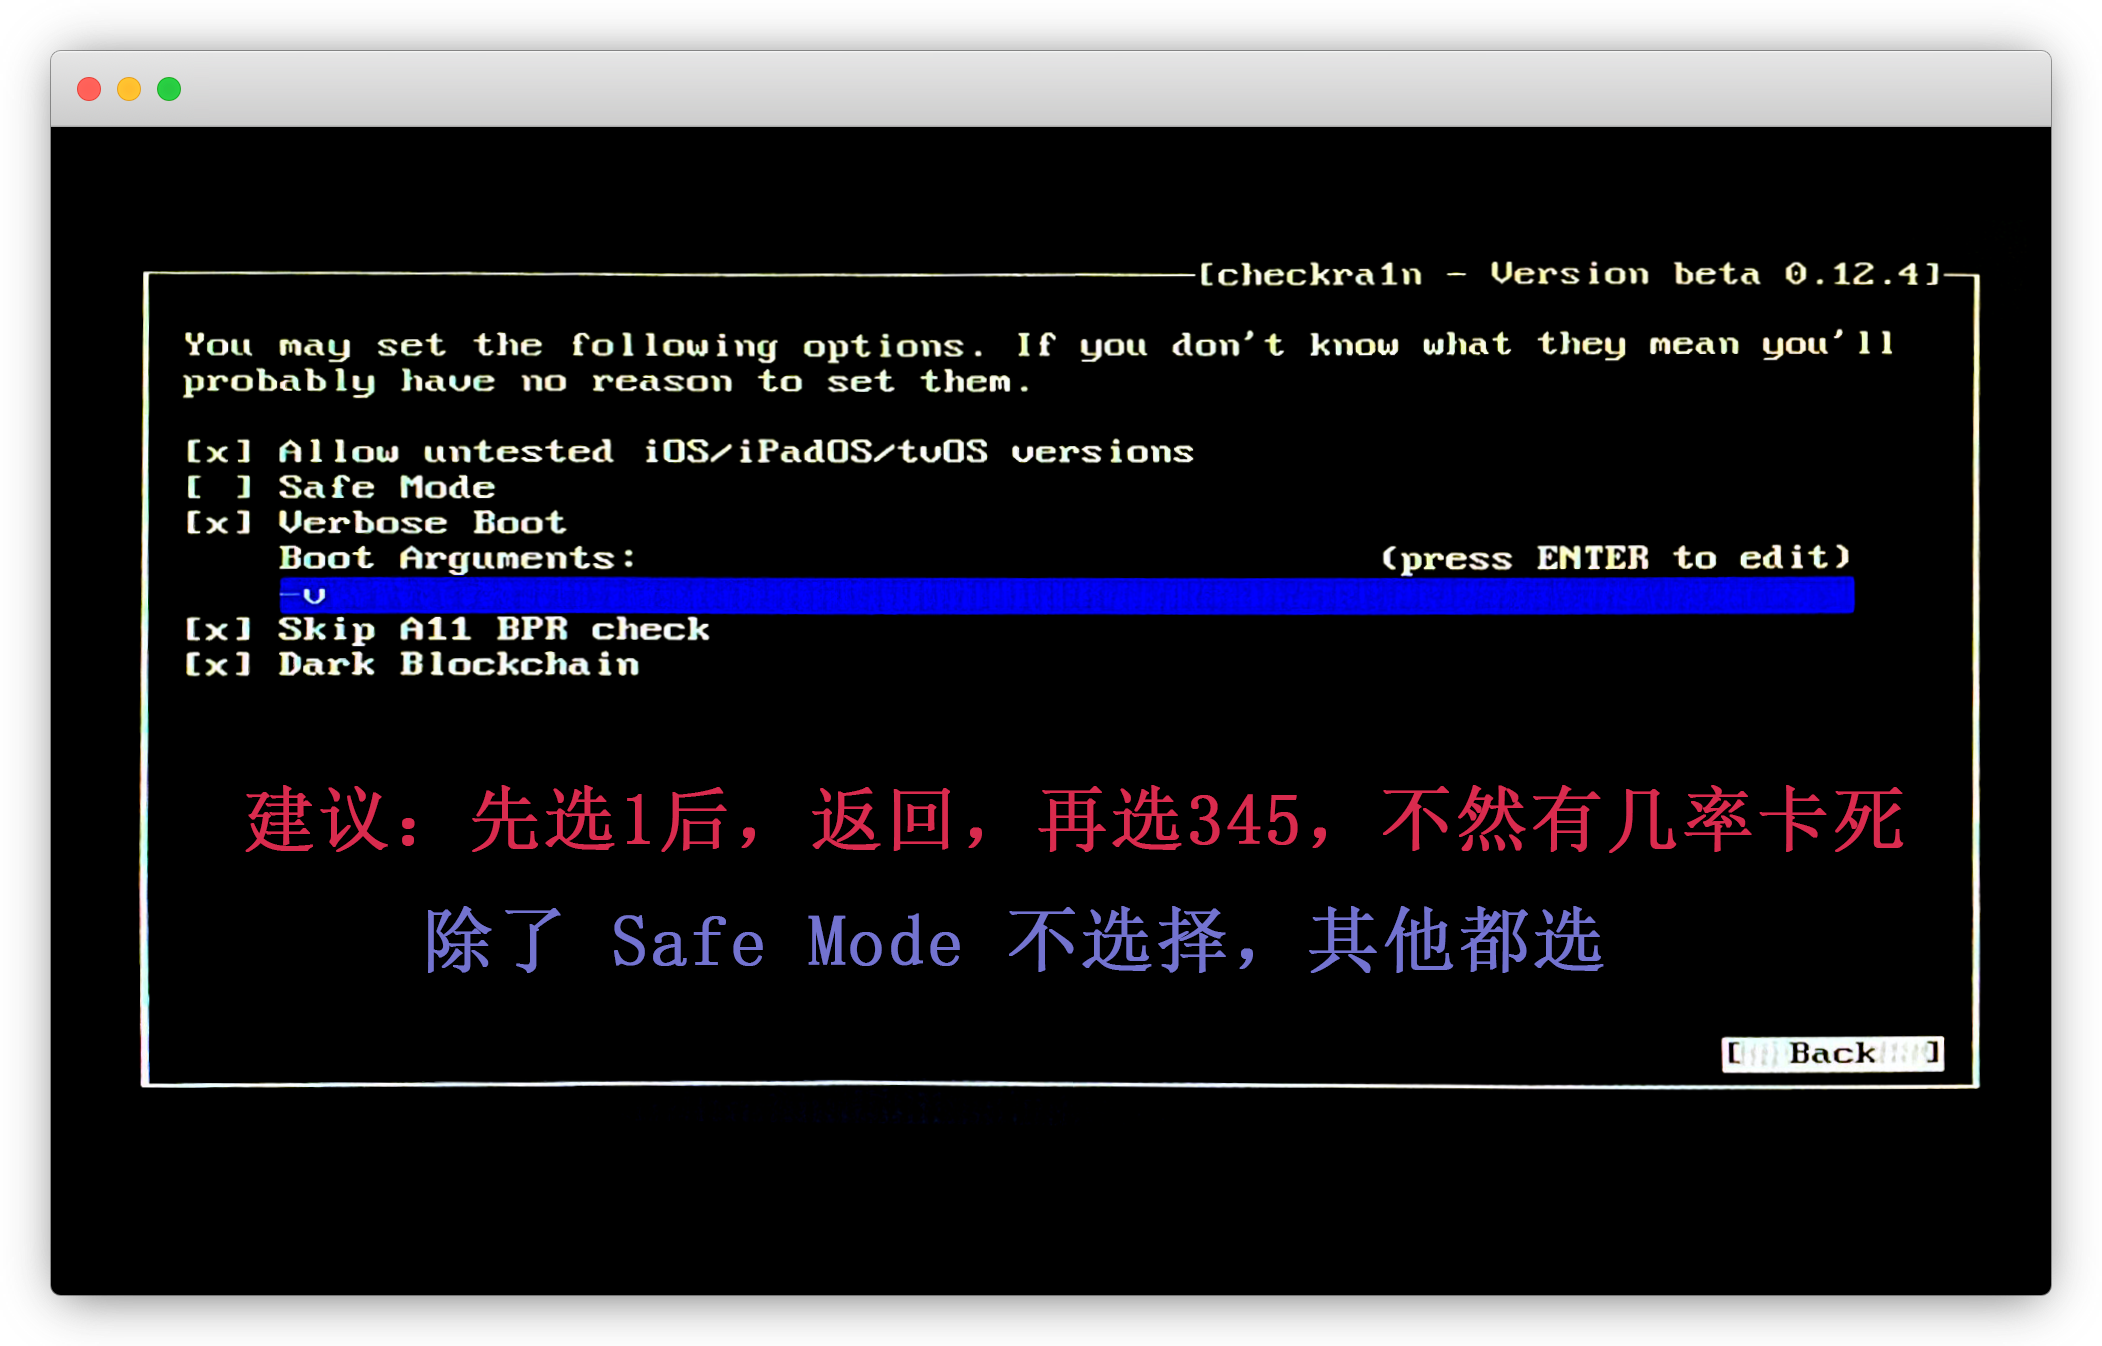 [checkra1n - Version beta 0.12.4]
You may set the following options. If you don't know what they mean you'll
probably have no reason to set them.
[x] Allow untested iOS/iPadOS/tvOS versions
[ ] Safe Mode
[x] Verbose Boot
Boot Arguments: (press ENTER to edit)
-v
[x] Skip A11 BPR check
[x] Dark Blockchain
建议：先选1后，返回，再选345，不然有几率卡死
除了 Safe Mode 不选择，其他都选
[ Back ]